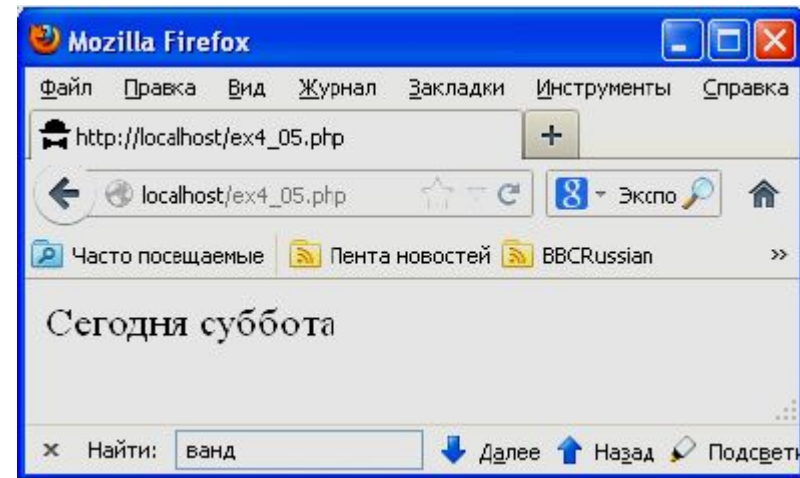 Mozilla Firefox
Файл Правка Вид Журнал Закладки Инструменты Справка
http://localhost/ex4_05.php
localhost/ex4_05.php Экспо
Часто посещаемые Лента новостей BBCRussian
Сегодня суббота
Найти: ванд Далее Назад Подсветк